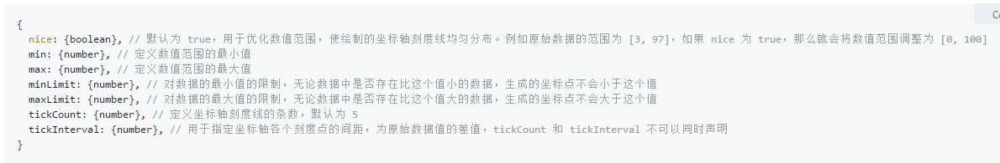 Co
{
nice: {boolean}, // 默认为 true，用于优化数值范围，使绘制的坐标轴刻度线均匀分布。例如原始数据的范围为 [3, 97]，如果 nice 为 true，那么就会将数值范围调整为 [0, 100]
min: {number}, // 定义数值范围的最小值
max: {number}, // 定义数值范围的最大值
minLimit: {number}, // 对数据的最小值的限制，无论数据中是否存在比这个值小的数据，生成的坐标点不会小于这个值
maxLimit: {number}, // 对数据的最大值的限制，无论数据中是否存在比这个值大的数据，生成的坐标点不会大于这个值
tickCount: {number}, // 定义坐标轴刻度线的条数，默认为 5
tickInterval: {number}, // 用于指定坐标轴各个刻度点的间距，为原始数据值的差值，tickCount 和 tickInterval 不可以同时声明
}